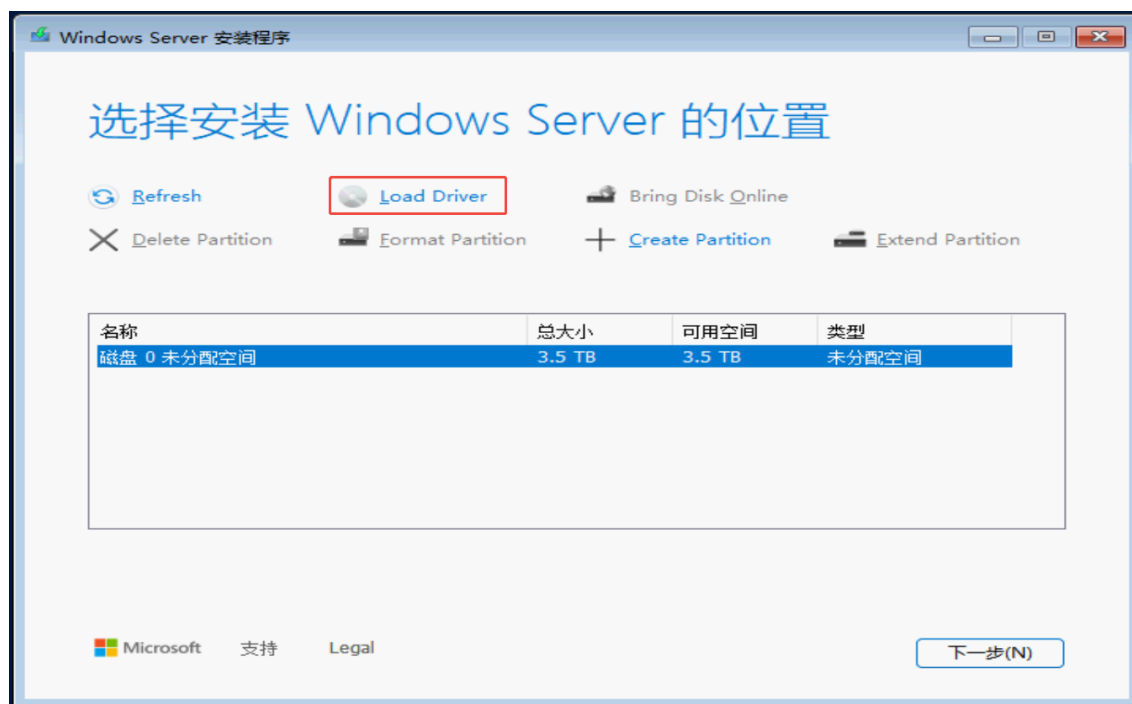 Windows Server 安装程序
选择安装 Windows Server 的位置
Refresh Load Driver Bring Disk Online
Delete Partition Format Partition Create Partition Extend Partition
名称 总大小 可用空间 类型
磁盘 0 未分配空间 3.5 TB 3.5 TB 未分配空间
Microsoft 支持 Legal
下一步(N)